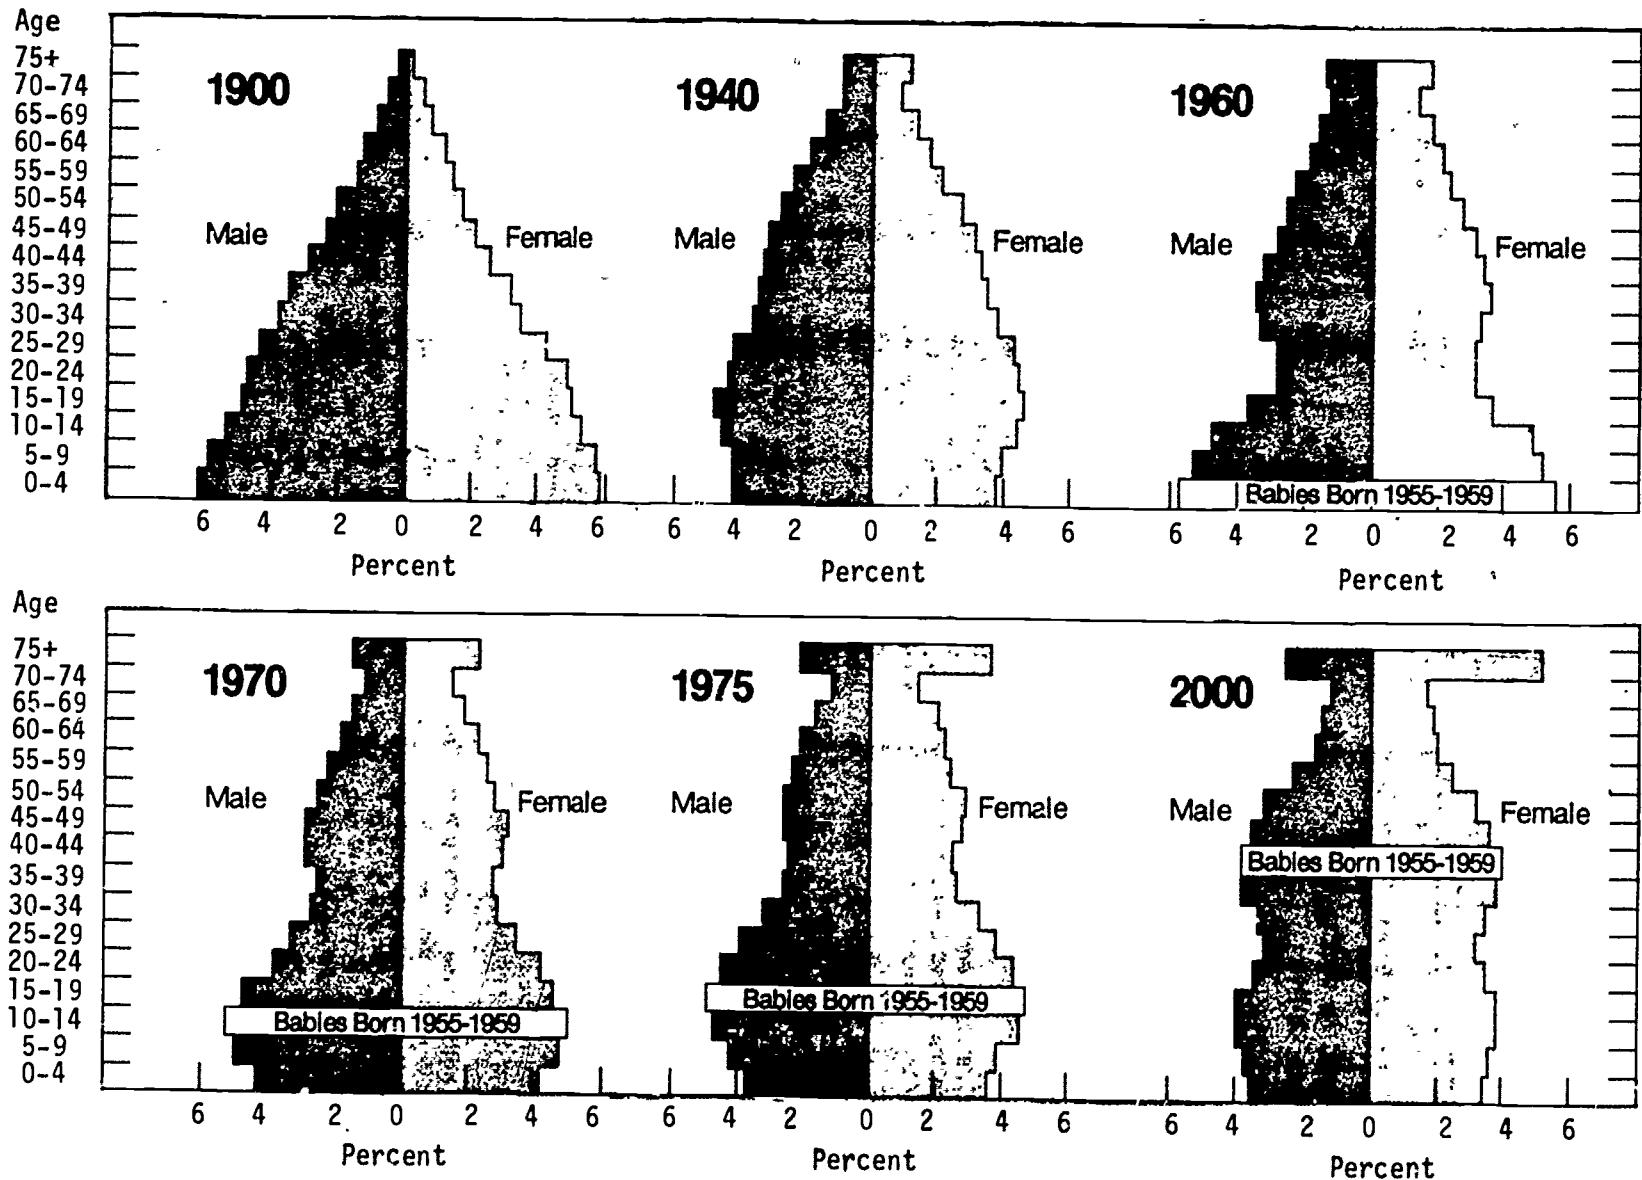 Age
75+
70-74
65-69
60-64
55-59
50-54
45-49
40-44
35-39
30-34
25-29
20-24
15-19
10-14
5-9
0-4
1900
Male
Female
6 4 2 0 2 4 6
Percent
1940
Male
Female
6 4 2 0 2 4 6
Percent
1960
Male
Female
Babies Born 1955-1959
6 4 2 0 2 4 6
Percent
Age
75+
70-74
65-69
60-64
55-59
50-54
45-49
40-44
35-39
30-34
25-29
20-24
15-19
10-14
5-9
0-4
1970
Male
Female
Babies Born 1955-1959
6 4 2 0 2 4 6
Percent
1975
Male
Female
Babies Born 1955-1959
6 4 2 0 2 4 6
Percent
2000
Male
Female
Babies Born 1955-1959
6 4 2 0 2 4 6
Percent